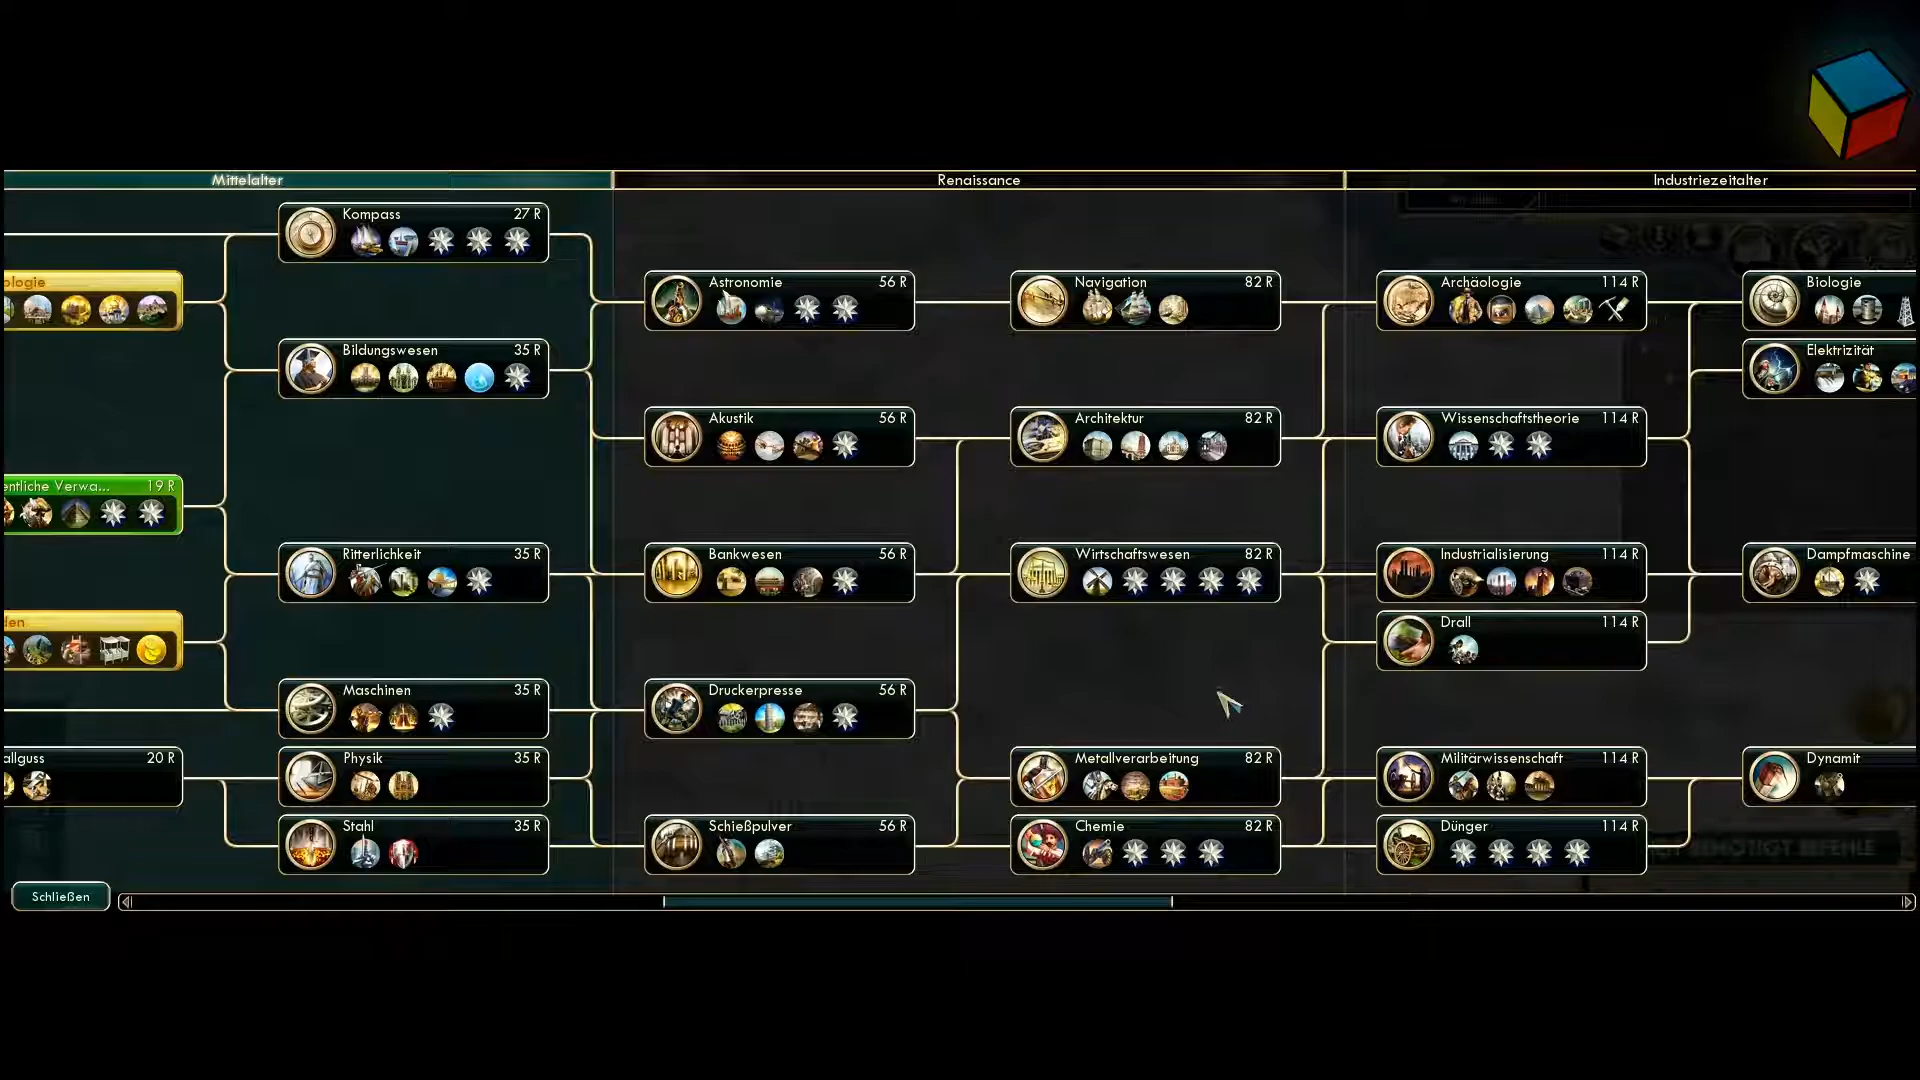 Mittelalter
Renaissance
Industriezeitalter
Kompass 27 R
ologie
Astronomie 56 R
Navigation 82 R
Archäologie 114 R
Biologie
Bildungswesen 35 R
Elektrizität
Akustik 56 R
Architektur 82 R
Wissenschaftstheorie 114 R
entliche Verwa... 19 R
Ritterlichkeit 35 R
Bankwesen 56 R
Wirtschaftswesen 82 R
Industrialisierung 114 R
Dampfmaschine
den
Drall 114 R
Maschinen 35 R
Druckerpresse 56 R
allguss 20 R
Physik 35 R
Metallverarbeitung 82 R
Militärwissenschaft 114 R
Dynamit
Stahl 35 R
Schießpulver 56 R
Chemie 82 R
Dünger 114 R
BENÖTIGT BEFEHLE
Schließen